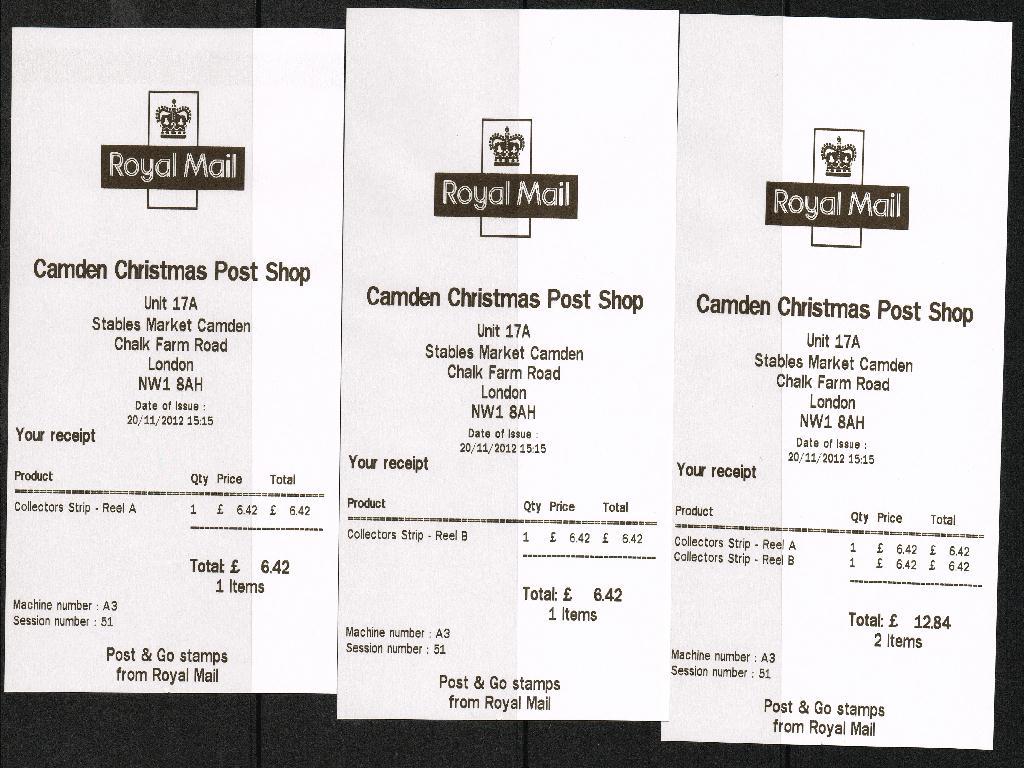 Royal Mail
Camden Christmas Post Shop
Unit 17A
Stables Market Camden
Chalk Farm Road
London
NW1 8AH
Date of Issue :
20/11/2012 15:15
Your receipt
Product Qty Price Total
Collectors Strip - Reel A 1 £ 6.42 £ 6.42
Total: £ 6.42
1 Items
Machine number : A3
Session number : 51
Post & Go stamps
from Royal Mail
Royal Mail
Camden Christmas Post Shop
Unit 17A
Stables Market Camden
Chalk Farm Road
London
NW1 8AH
Date of Issue :
20/11/2012 15:15
Your receipt
Product Qty Price Total
Collectors Strip - Reel B 1 £ 6.42 £ 6.42
Total: £ 6.42
1 Items
Machine number : A3
Session number : 51
Post & Go stamps
from Royal Mail
Royal Mail
Camden Christmas Post Shop
Unit 17A
Stables Market Camden
Chalk Farm Road
London
NW1 8AH
Date of Issue :
20/11/2012 15:15
Your receipt
Product Qty Price Total
Collectors Strip - Reel A 1 £ 6.42 £ 6.42
Collectors Strip - Reel B 1 £ 6.42 £ 6.42
Total: £ 12.84
2 Items
Machine number : A3
Session number : 51
Post & Go stamps
from Royal Mail